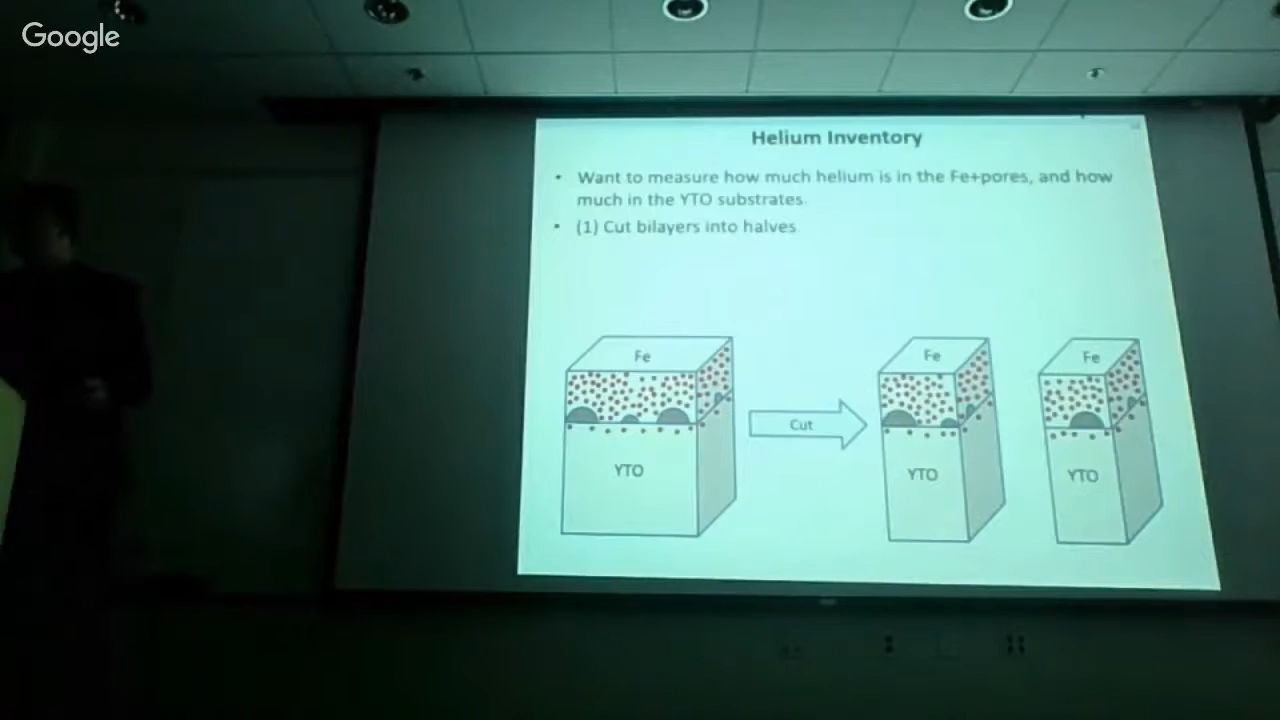 Google
Helium Inventory
• Want to measure how much helium is in the Fe+pores, and how
much in the YTO substrates.
• (1) Cut bilayers into halves
Fe
Fe
Fe
Cut
YTO
YTO
YTO